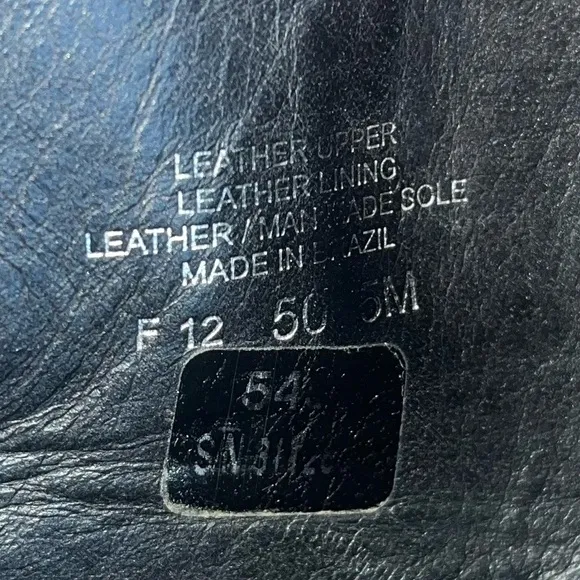 LEATHER UPPER
LEATHER LINING
LEATHER / MAN MADE SOLE
MADE IN BRAZIL
F 12 50 5M
54